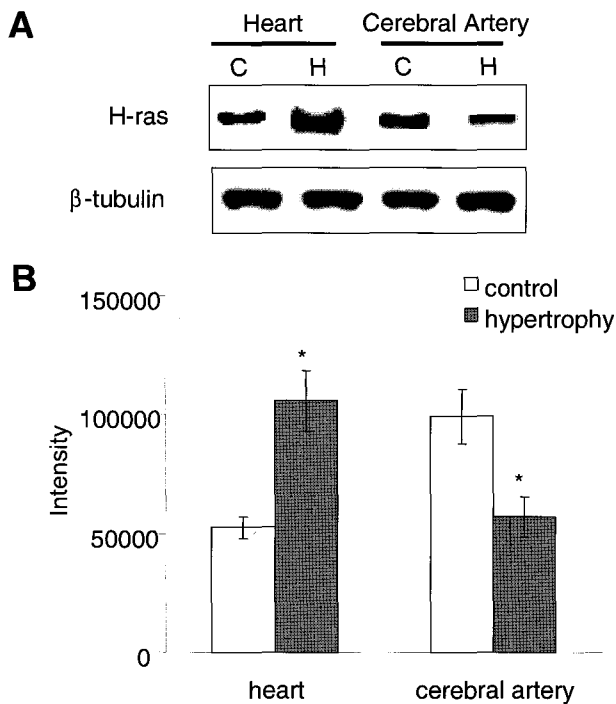 A
Heart Cerebral Artery
C H C H
H-ras
β-tubulin
B
150000
control
hypertrophy
100000
50000
0
Intensity
*
*
heart cerebral artery